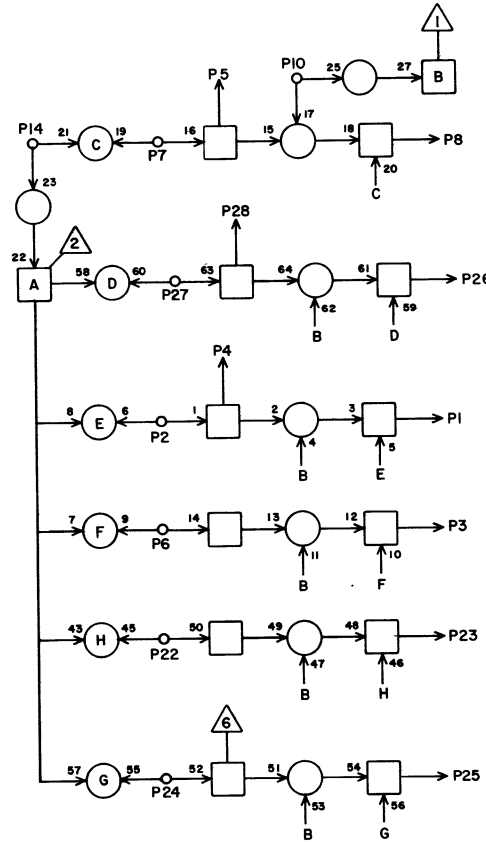 1
P10 25 27 B
P5
17
P14 21 C 19 P7 16 15 18 P8
20
C
23
22 A 2
P28
58 D 60 P27 63 64 61 P26
62 59
B D
P4
8 E 6 P2 1 2 3 P1
4 5
B E
7 F 9 P6 14 13 12 P3
11 10
B F
43 H 45 P22 50 49 48 P23
47 46
B H
6
57 G 55 P24 52 51 54 P25
53 56
B G